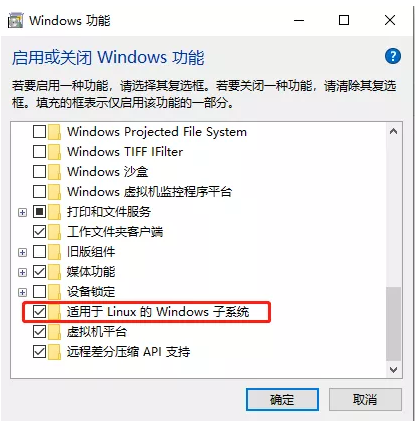 Windows 功能
启用或关闭 Windows 功能
若要启用一种功能，请选择其复选框。若要关闭一种功能，请清除其复选
框。填充的框表示仅启用该功能的一部分。
Windows Projected File System
Windows TIFF IFilter
Windows 沙盒
Windows 虚拟机监控程序平台
打印和文件服务
工作文件夹客户端
旧版组件
媒体功能
设备锁定
适用于 Linux 的 Windows 子系统
虚拟机平台
远程差分压缩 API 支持
确定
取消